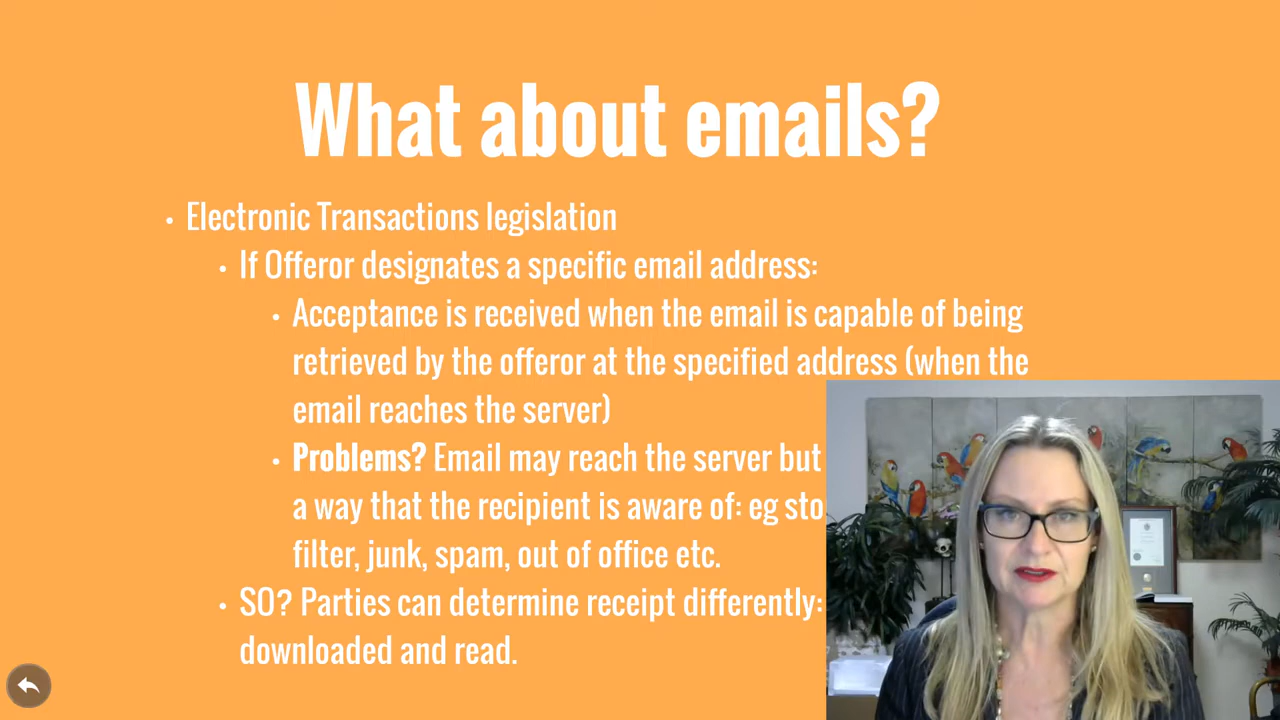 What about emails?
• Electronic Transactions legislation
• If Offeror designates a specific email address:
• Acceptance is received when the email is capable of being
retrieved by the offeror at the specified address (when the
email reaches the server)
• Problems? Email may reach the server but
a way that the recipient is aware of: eg sto
filter, junk, spam, out of office etc.
• SO? Parties can determine receipt differently:
downloaded and read.